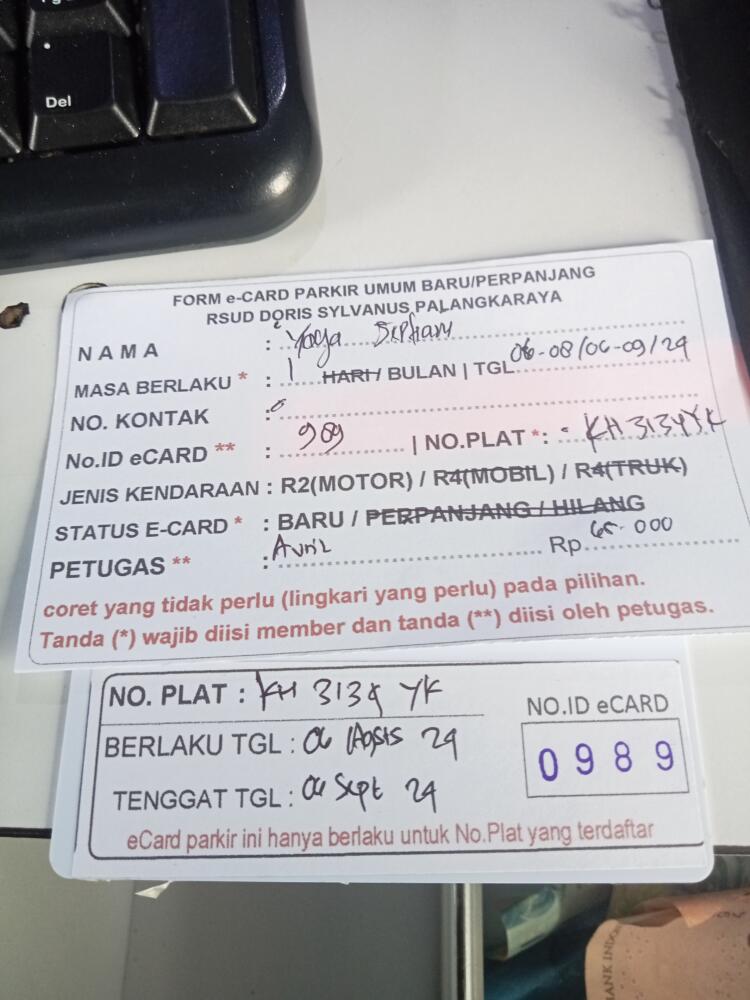 Del
FORM e-CARD PARKIR UMUM BARU/PERPANJANG
RSUD DORIS SYLVANUS PALANGKARAYA
NAMA : Yoga
MASA BERLAKU * : 1 HARI / BULAN | TGL 06-08/06-09/24
NO. KONTAK :
No.ID eCARD ** : 989 | NO.PLAT *: KH 3134 YK
JENIS KENDARAAN : R2(MOTOR) / R4(MOBIL) / R4(TRUK)
STATUS E-CARD * : BARU / PERPANJANG / HILANG
PETUGAS ** : Avril Rp 65.000
coret yang tidak perlu (lingkari yang perlu) pada pilihan.
Tanda (*) wajib diisi member dan tanda (**) diisi oleh petugas.
NO. PLAT : KH 3134 YK
BERLAKU TGL : 06 Agsts 24
TENGGAT TGL : 06 Sept 24
NO.ID eCARD
0989
eCard parkir ini hanya berlaku untuk No.Plat yang terdaftar